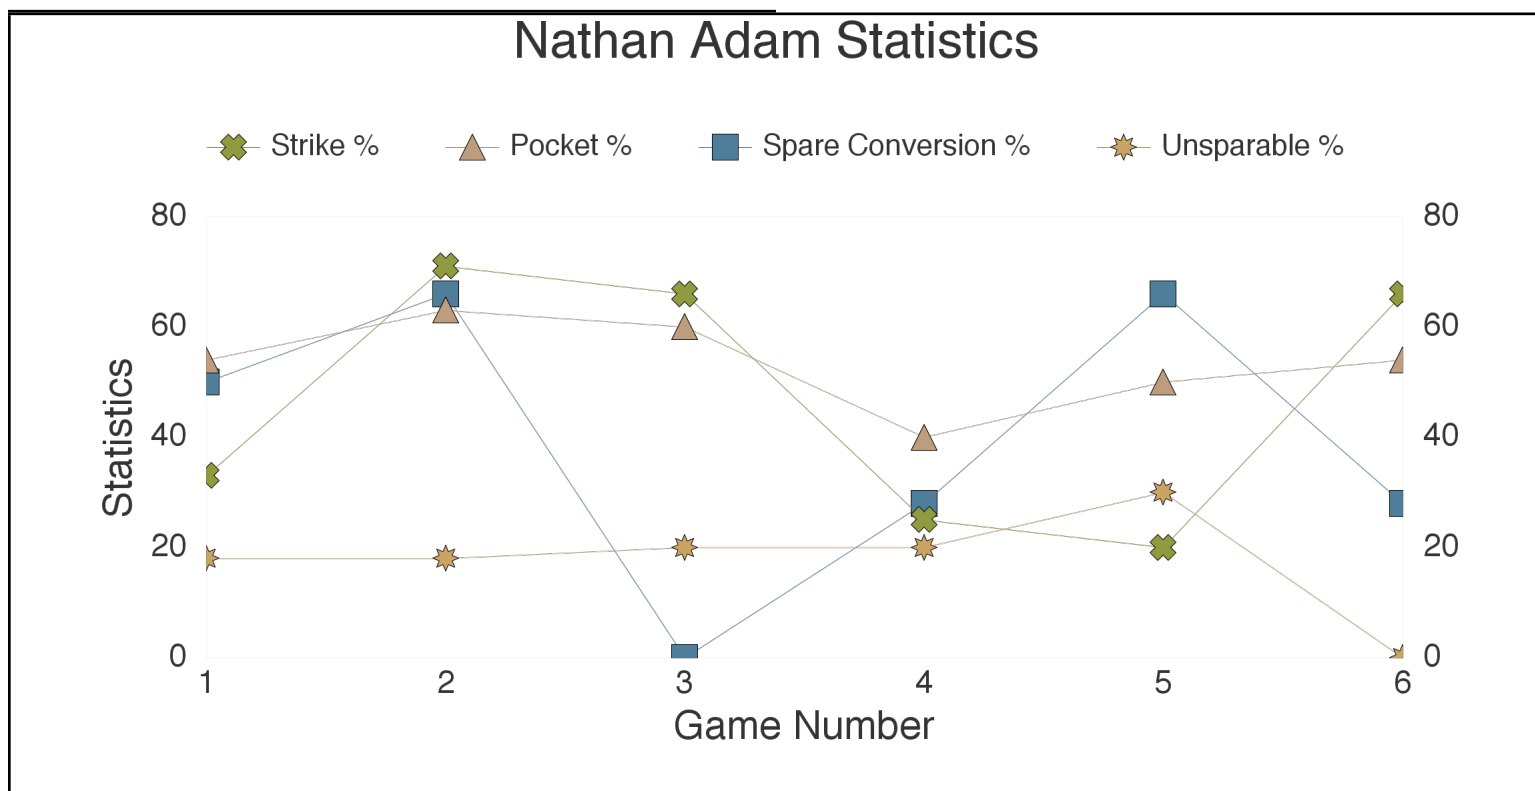 Nathan Adam Statistics
Strike % Pocket % Spare Conversion % Unsparable %
80 80
60 60
Statistics
40 40
20 20
0 0
1 2 3 4 5 6
Game Number